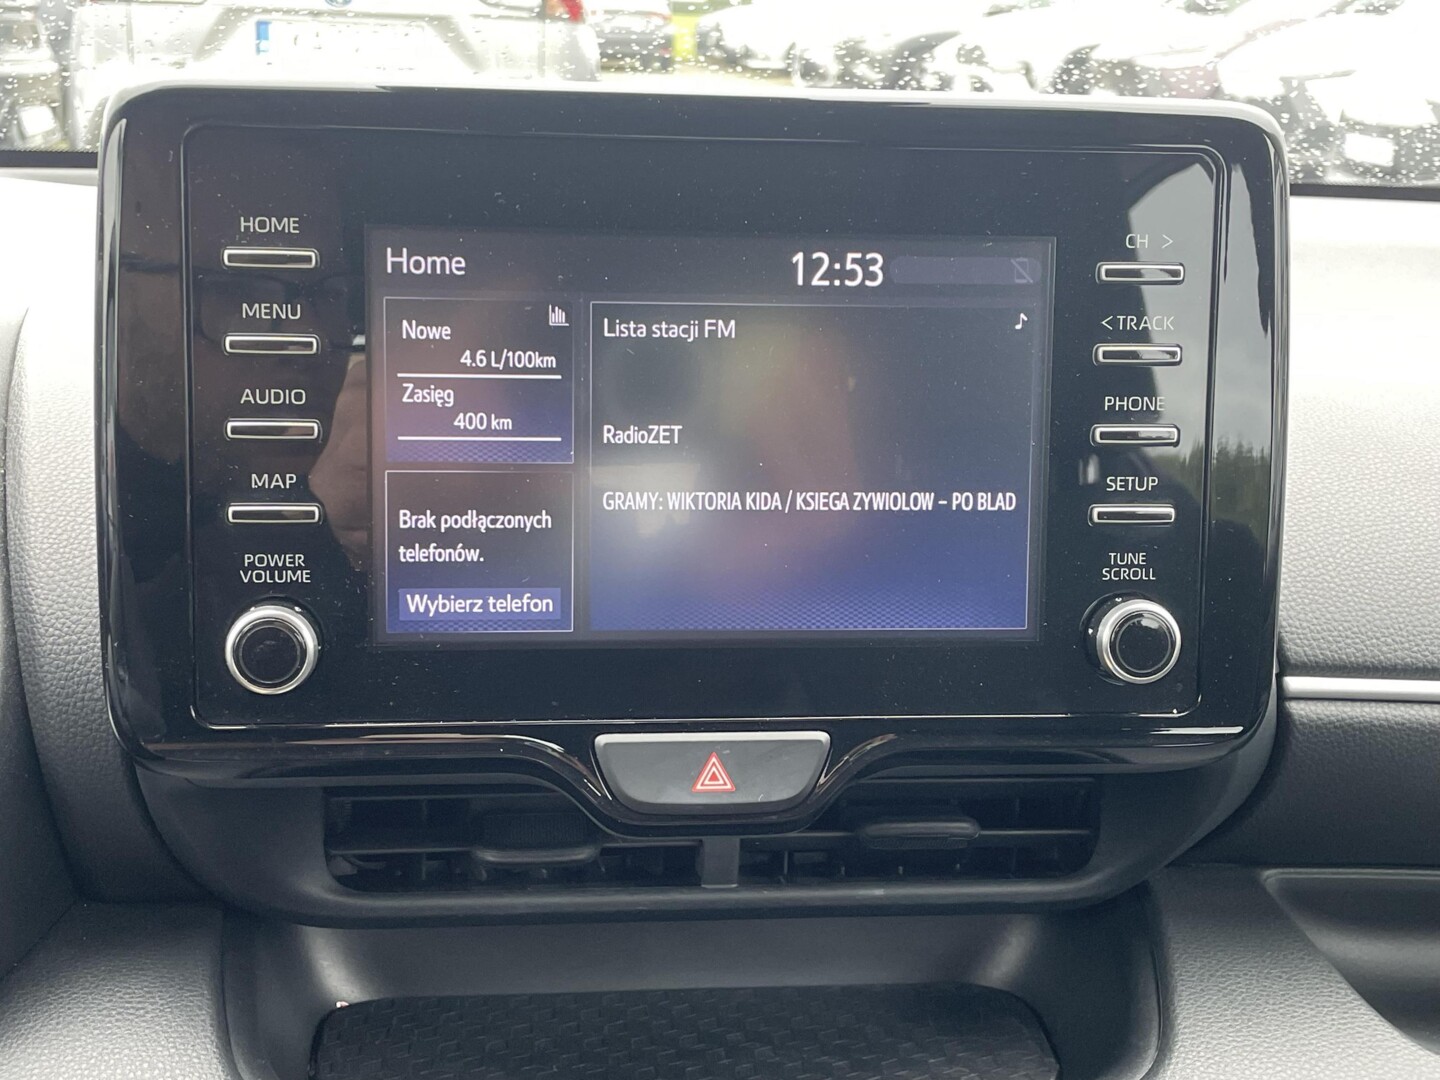 HOME
MENU
AUDIO
MAP
POWER
VOLUME
Home
12:53
Nowe
4.6 L/100km
Zasięg
400 km
Brak podłączonych
telefonów.
Wybierz telefon
Lista stacji FM
RadioZET
GRAMY: WIKTORIA KIDA / KSIEGA ZYWIOLOW – PO BLAD
CH >
< TRACK
PHONE
SETUP
TUNE
SCROLL